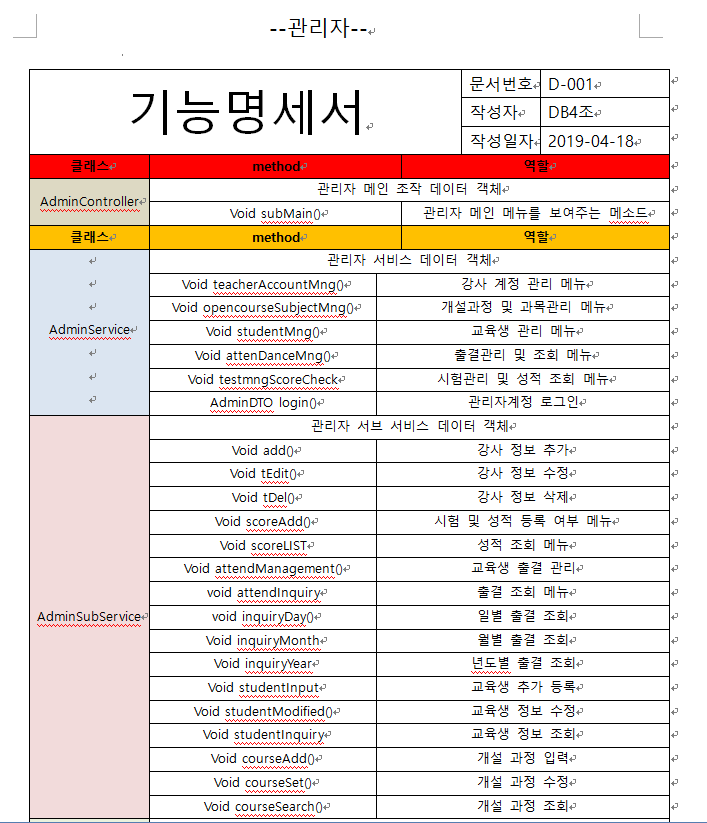 --관리자--
기능명세서
문서번호 D-001
작성자 DB4조
작성일자 2019-04-18
클래스 method 역할
AdminController
관리자 메인 조작 데이터 객체
Void subMain() 관리자 메인 메뉴를 보여주는 메소드
클래스 method 역할
AdminService
관리자 서비스 데이터 객체
Void teacherAccountMng() 강사 계정 관리 메뉴
Void opencourseSubjectMng() 개설과정 및 과목관리 메뉴
Void studentMng() 교육생 관리 메뉴
Void attenDanceMng() 출결관리 및 조회 메뉴
Void testmngScoreCheck 시험관리 및 성적 조회 메뉴
AdminDTO login() 관리자계정 로그인
AdminSubService
관리자 서브 서비스 데이터 객체
Void add() 강사 정보 추가
Void tEdit() 강사 정보 수정
Void tDel() 강사 정보 삭제
Void scoreAdd() 시험 및 성적 등록 여부 메뉴
Void scoreLIST 성적 조회 메뉴
Void attendManagement() 교육생 출결 관리
void attendInquiry 출결 조회 메뉴
void inquiryDay() 일별 출결 조회
Void inquiryMonth 월별 출결 조회
Void inquiryYear 년도별 출결 조회
Void studentInput 교육생 추가 등록
Void studentModified() 교육생 정보 수정
Void studentInquiry 교육생 정보 조회
Void courseAdd() 개설 과정 입력
Void courseSet() 개설 과정 수정
Void courseSearch() 개설 과정 조회